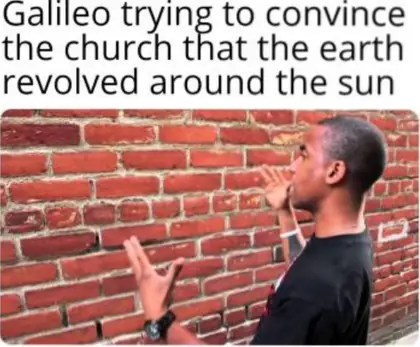 Galileo trying to convince
the church that the earth
revolved around the sun